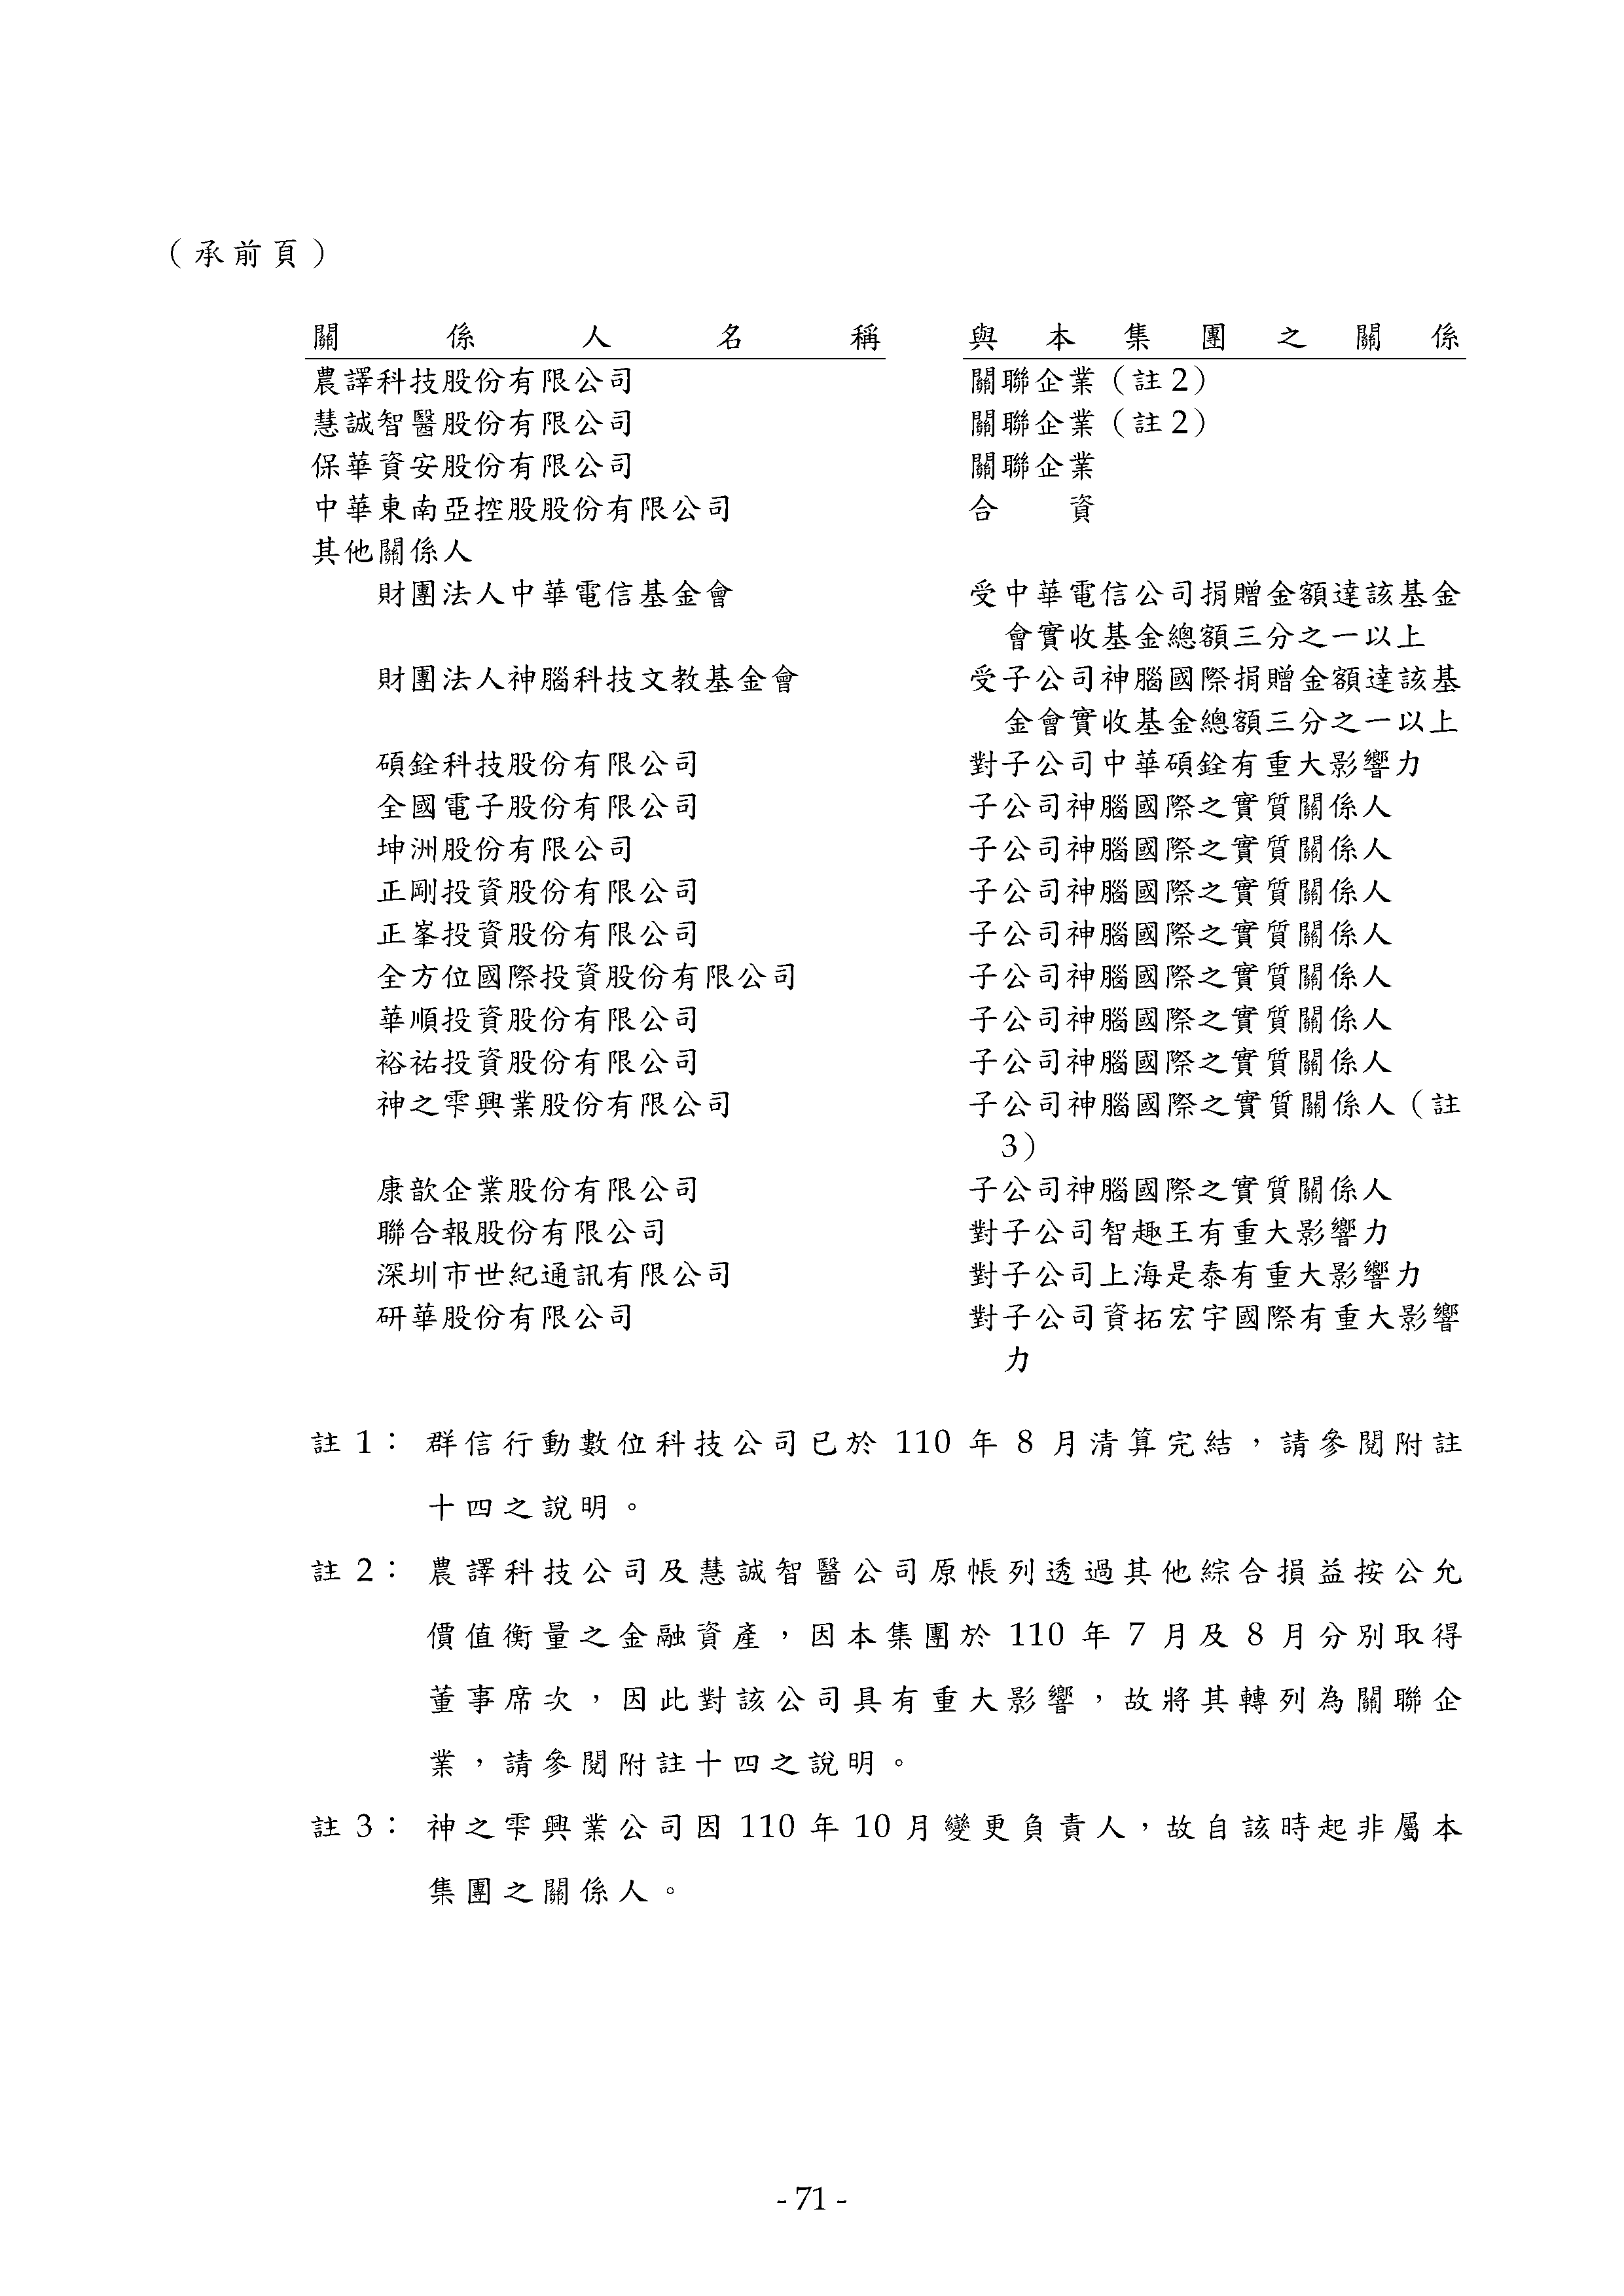 （承前頁）
關係人名稱 與本集團之關係
農譯科技股份有限公司 關聯企業（註2）
慧誠智醫股份有限公司 關聯企業（註2）
保華資安股份有限公司 關聯企業
中華東南亞控股股份有限公司 合資
其他關係人
財團法人中華電信基金會 受中華電信公司捐贈金額達該基金
會實收基金總額三分之一以上
財團法人神腦科技文教基金會 受子公司神腦國際捐贈金額達該基
金會實收基金總額三分之一以上
碩銓科技股份有限公司 對子公司中華碩銓有重大影響力
全國電子股份有限公司 子公司神腦國際之實質關係人
坤洲股份有限公司 子公司神腦國際之實質關係人
正剛投資股份有限公司 子公司神腦國際之實質關係人
正峯投資股份有限公司 子公司神腦國際之實質關係人
全方位國際投資股份有限公司 子公司神腦國際之實質關係人
華順投資股份有限公司 子公司神腦國際之實質關係人
裕祐投資股份有限公司 子公司神腦國際之實質關係人
神之雫興業股份有限公司 子公司神腦國際之實質關係人（註
3）
康歆企業股份有限公司 子公司神腦國際之實質關係人
聯合報股份有限公司 對子公司智趣王有重大影響力
深圳市世紀通訊有限公司 對子公司上海是泰有重大影響力
研華股份有限公司 對子公司資拓宏宇國際有重大影響
力
註1：群信行動數位科技公司已於 110 年 8 月清算完結，請參閱附註
十四之說明。
註2：農譯科技公司及慧誠智醫公司原帳列透過其他綜合損益按公允
價值衡量之金融資產，因本集團於 110 年 7 月及 8 月分別取得
董事席次，因此對該公司具有重大影響，故將其轉列為關聯企
業，請參閱附註十四之說明。
註3：神之雫興業公司因 110 年 10 月變更負責人，故自該時起非屬本
集團之關係人。
- 71 -